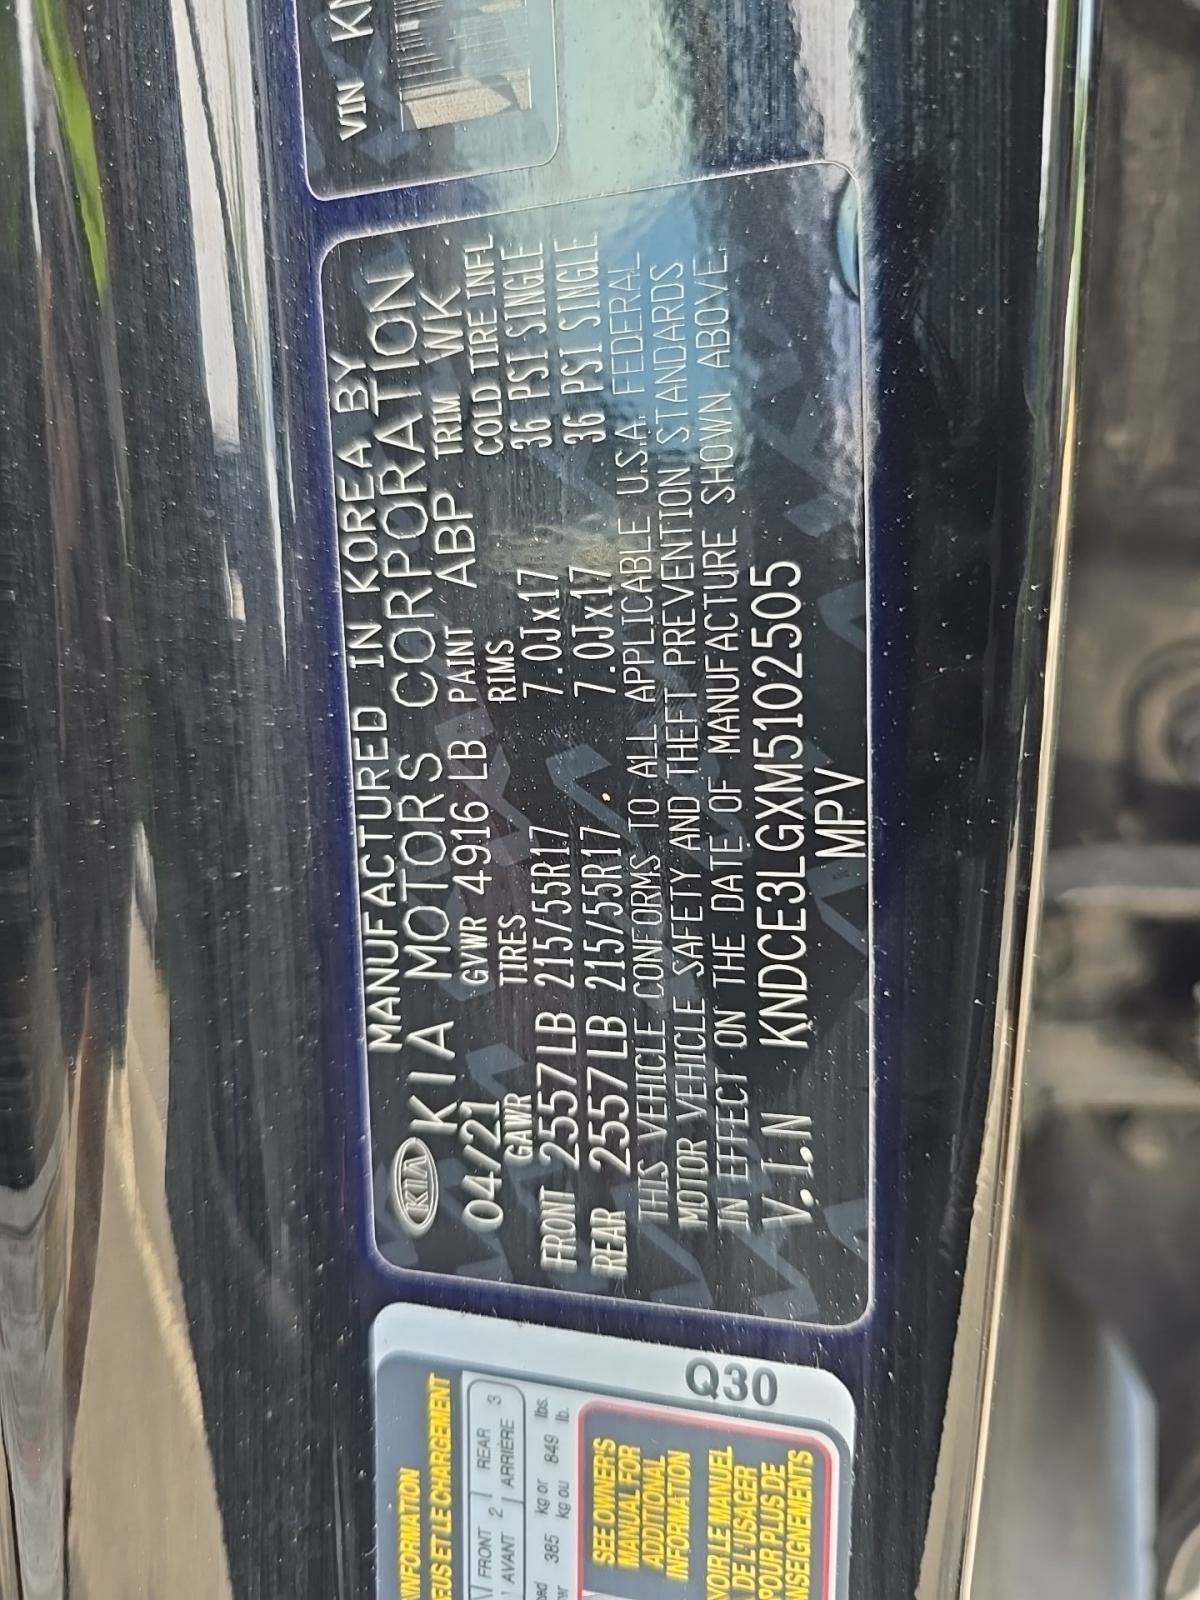 VIN KN
KIA
MANUFACTURED IN KOREA BY
KIA MOTORS CORPORATION
04/21 GVWR 4916 LB PAINT ABP TRIM WK
GAWR TIRES RIMS COLD TIRE INFL
FRONT 2557LB 215/55R17 7.0Jx17 36 PSI SINGLE
REAR 2557LB 215/55R17 7.0Jx17 36 PSI SINGLE
THIS VEHICLE CONFORMS TO ALL APPLICABLE U.S.A. FEDERAL
MOTOR VEHICLE SAFETY AND THEFT PREVENTION STANDARDS
IN EFFECT ON THE DATE OF MANUFACTURE SHOWN ABOVE.
V.I.N KNDCE3LGXM5102505
MPV
INFORMATION
ET LE CHARGEMENT
FRONT 2 REAR 3
AVANT ARRIÈRE
385 kg or 849 lbs.
kg ou lb.
SEE OWNER'S
MANUAL FOR
ADDITIONAL
INFORMATION
VOIR LE MANUEL
DE L'USAGER
POUR PLUS DE
Q30